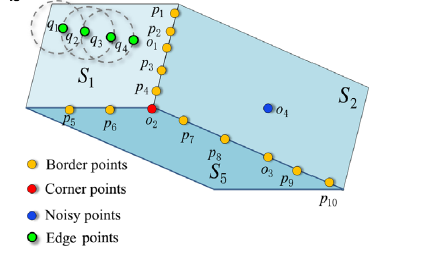 q1
q2
q3
q4
p1
p2
o1
p3
p4
S1
S2
o4
p5
p6
o2
p7
p8
S5
o3
p9
p10
Border points
Corner points
Noisy points
Edge points